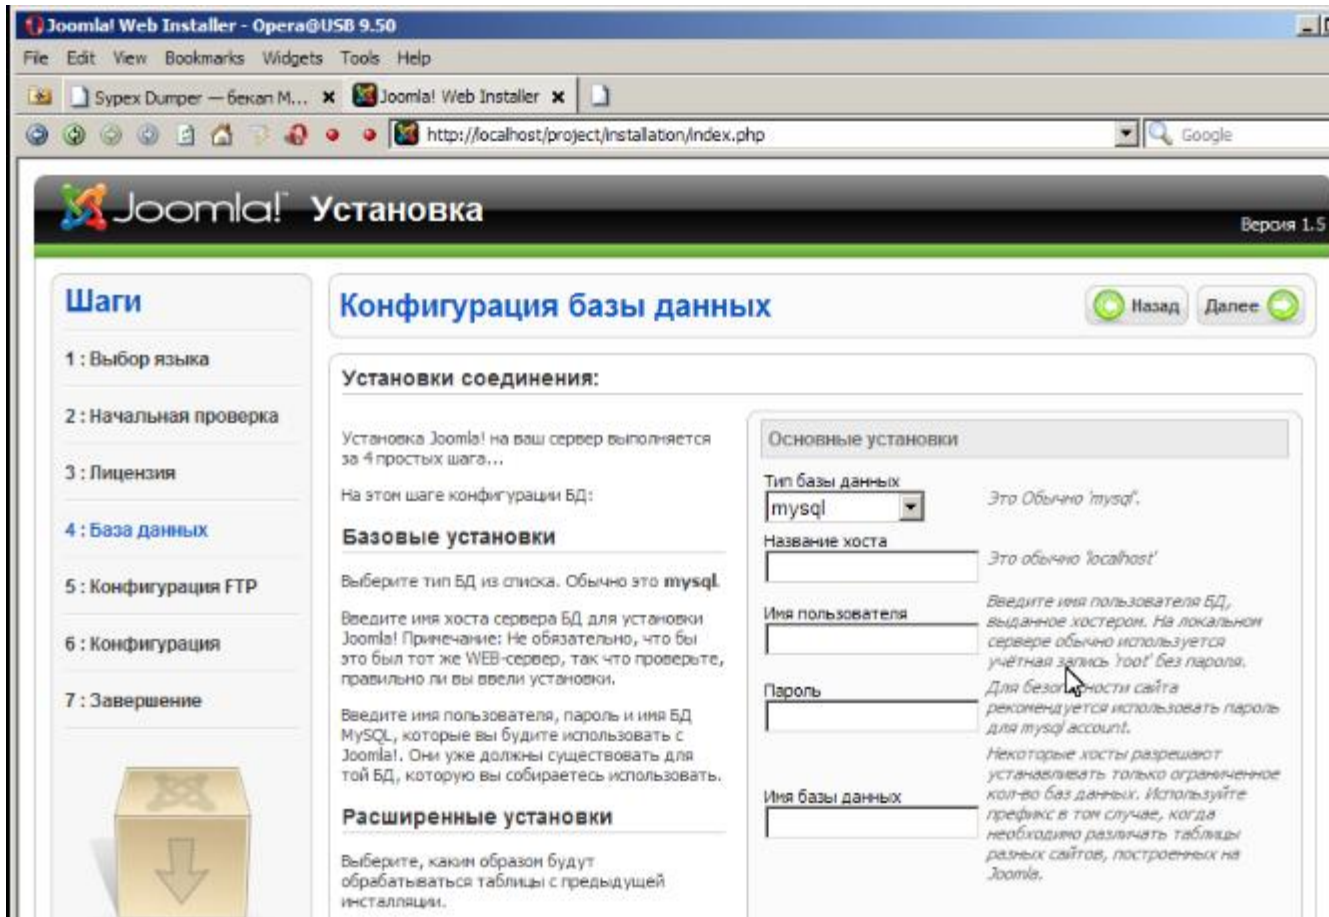 Joomla! Web Installer - Opera@USB 9.50
File Edit View Bookmarks Widgets Tools Help
Sypex Dumper — бекап M... Joomla! Web Installer
http://localhost/project/installation/index.php Google
Joomla! Установка
Версия 1.5
Шаги
1 : Выбор языка
2 : Начальная проверка
3 : Лицензия
4 : База данных
5 : Конфигурация FTP
6 : Конфигурация
7 : Завершение
Конфигурация базы данных
Назад Далее
Установки соединения:
Установка Joomla! на ваш сервер выполняется
за 4 простых шага...
На этом шаге конфигурации БД:
Базовые установки
Выберите тип БД из списка. Обычно это mysql.
Введите имя хоста сервера БД для установки
Joomla! Примечание: Не обязательно, что бы
это был тот же WEB-сервер, так что проверьте,
правильно ли вы ввели установки.
Введите имя пользователя, пароль и имя БД
MySQL, которые вы будите использовать с
Joomla!. Они уже должны существовать для
той БД, которую вы собираетесь использовать.
Расширенные установки
Выберите, каким образом будут
обрабатываться таблицы с предыдущей
инсталляции.
Основные установки
Тип базы данных
mysql
Это Обычно 'mysql'.
Название хоста
Это обычно 'localhost'
Имя пользователя
Введите имя пользователя БД,
выданное хостером. На локальном
сервере обычно используется
учётная запись 'root' без пароля.
Пароль
Для безопасности сайта
рекомендуется использовать пароль
для mysql account.
Имя базы данных
Некоторые хосты разрешают
устанавливать только ограниченное
кол-во баз данных. Используйте
префикс в том случае, когда
необходимо различать таблицы
разных сайтов, построенных на
Joomla.